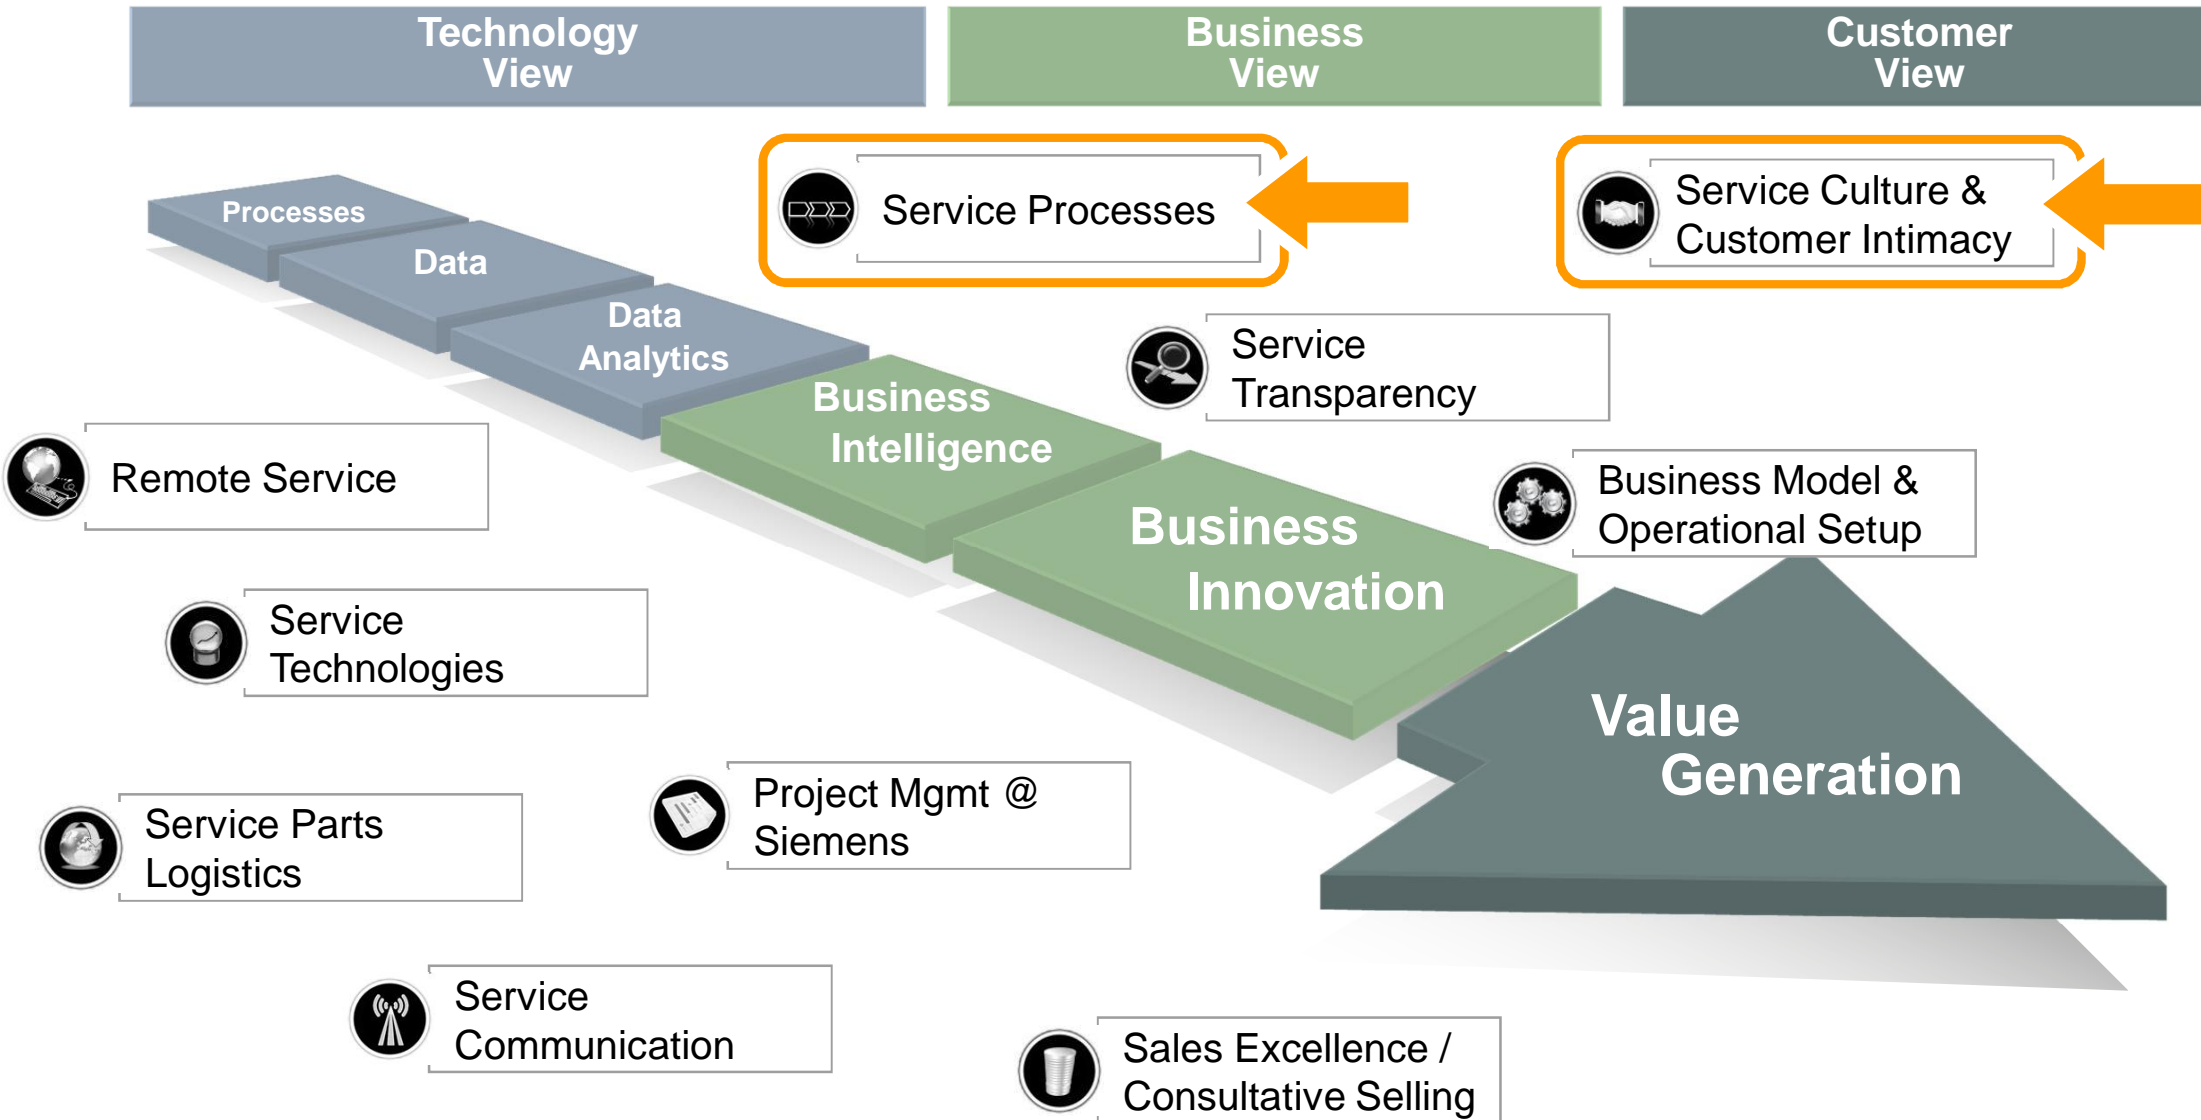 Technology
View
Business
View
Customer
View
Processes
Data
Data
Analytics
Business
Intelligence
Business
Innovation
Value
Generation
Service Processes
Service Culture &
Customer Intimacy
Service
Transparency
Business Model &
Operational Setup
Remote Service
Service
Technologies
Service Parts
Logistics
Project Mgmt @
Siemens
Service
Communication
Sales Excellence /
Consultative Selling